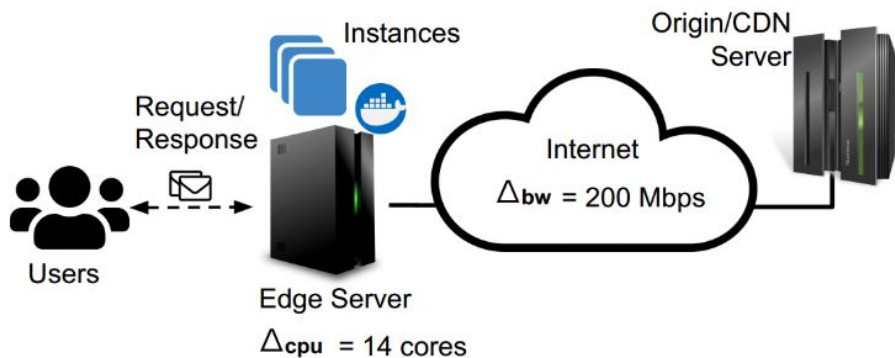 Instances
Origin/CDN
Server
Request/
Response
Internet
Δbw = 200 Mbps
Users
Edge Server
Δcpu = 14 cores